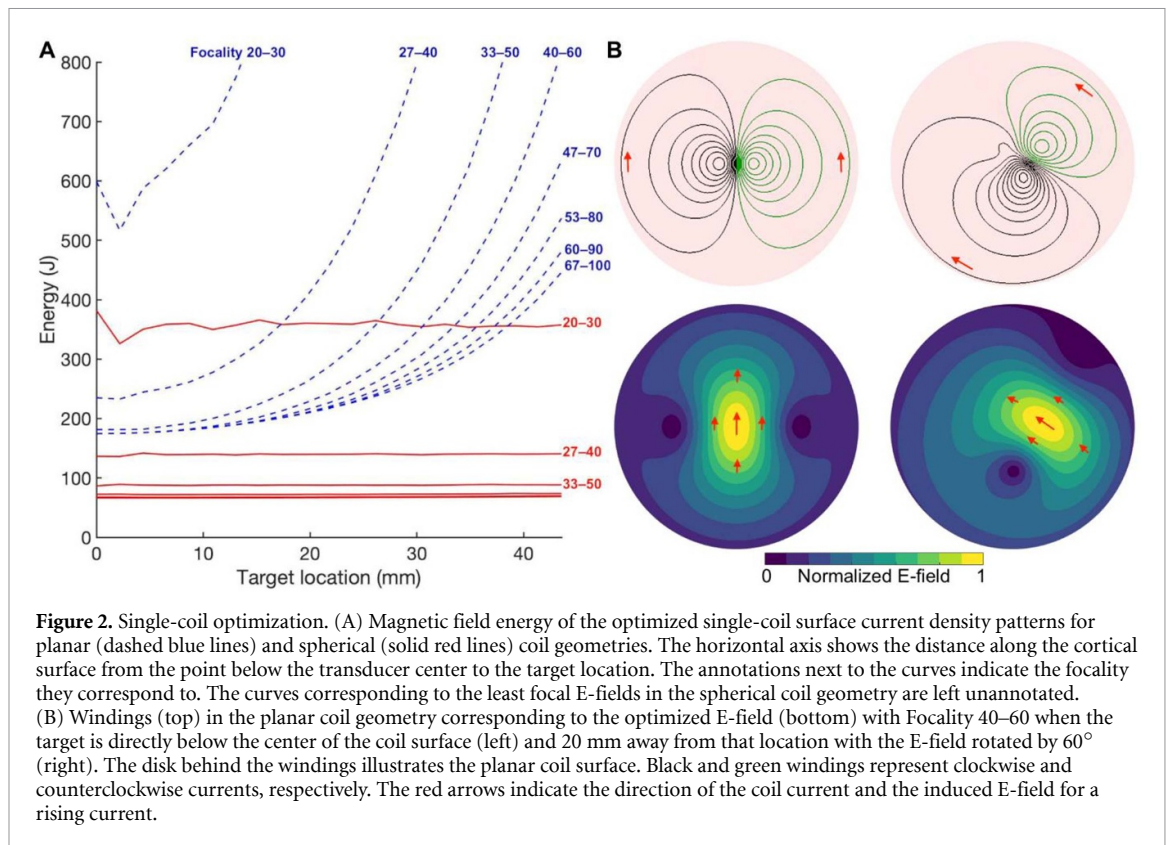 A
Focality 20–30
27–40
33–50
40–60
B
800
700
600
500
400
300
200
100
0
Energy (J)
47–70
53–80
60–90
67–100
20–30
27–40
33–50
0
10
20
30
40
Target location (mm)
0 Normalized E-field 1
Figure 2. Single-coil optimization. (A) Magnetic field energy of the optimized single-coil surface current density patterns for
planar (dashed blue lines) and spherical (solid red lines) coil geometries. The horizontal axis shows the distance along the cortical
surface from the point below the transducer center to the target location. The annotations next to the curves indicate the focality
they correspond to. The curves corresponding to the least focal E-fields in the spherical coil geometry are left unannotated.
(B) Windings (top) in the planar coil geometry corresponding to the optimized E-field (bottom) with Focality 40–60 when the
target is directly below the center of the coil surface (left) and 20 mm away from that location with the E-field rotated by 60°
(right). The disk behind the windings illustrates the planar coil surface. Black and green windings represent clockwise and
counterclockwise currents, respectively. The red arrows indicate the direction of the coil current and the induced E-field for a
rising current.